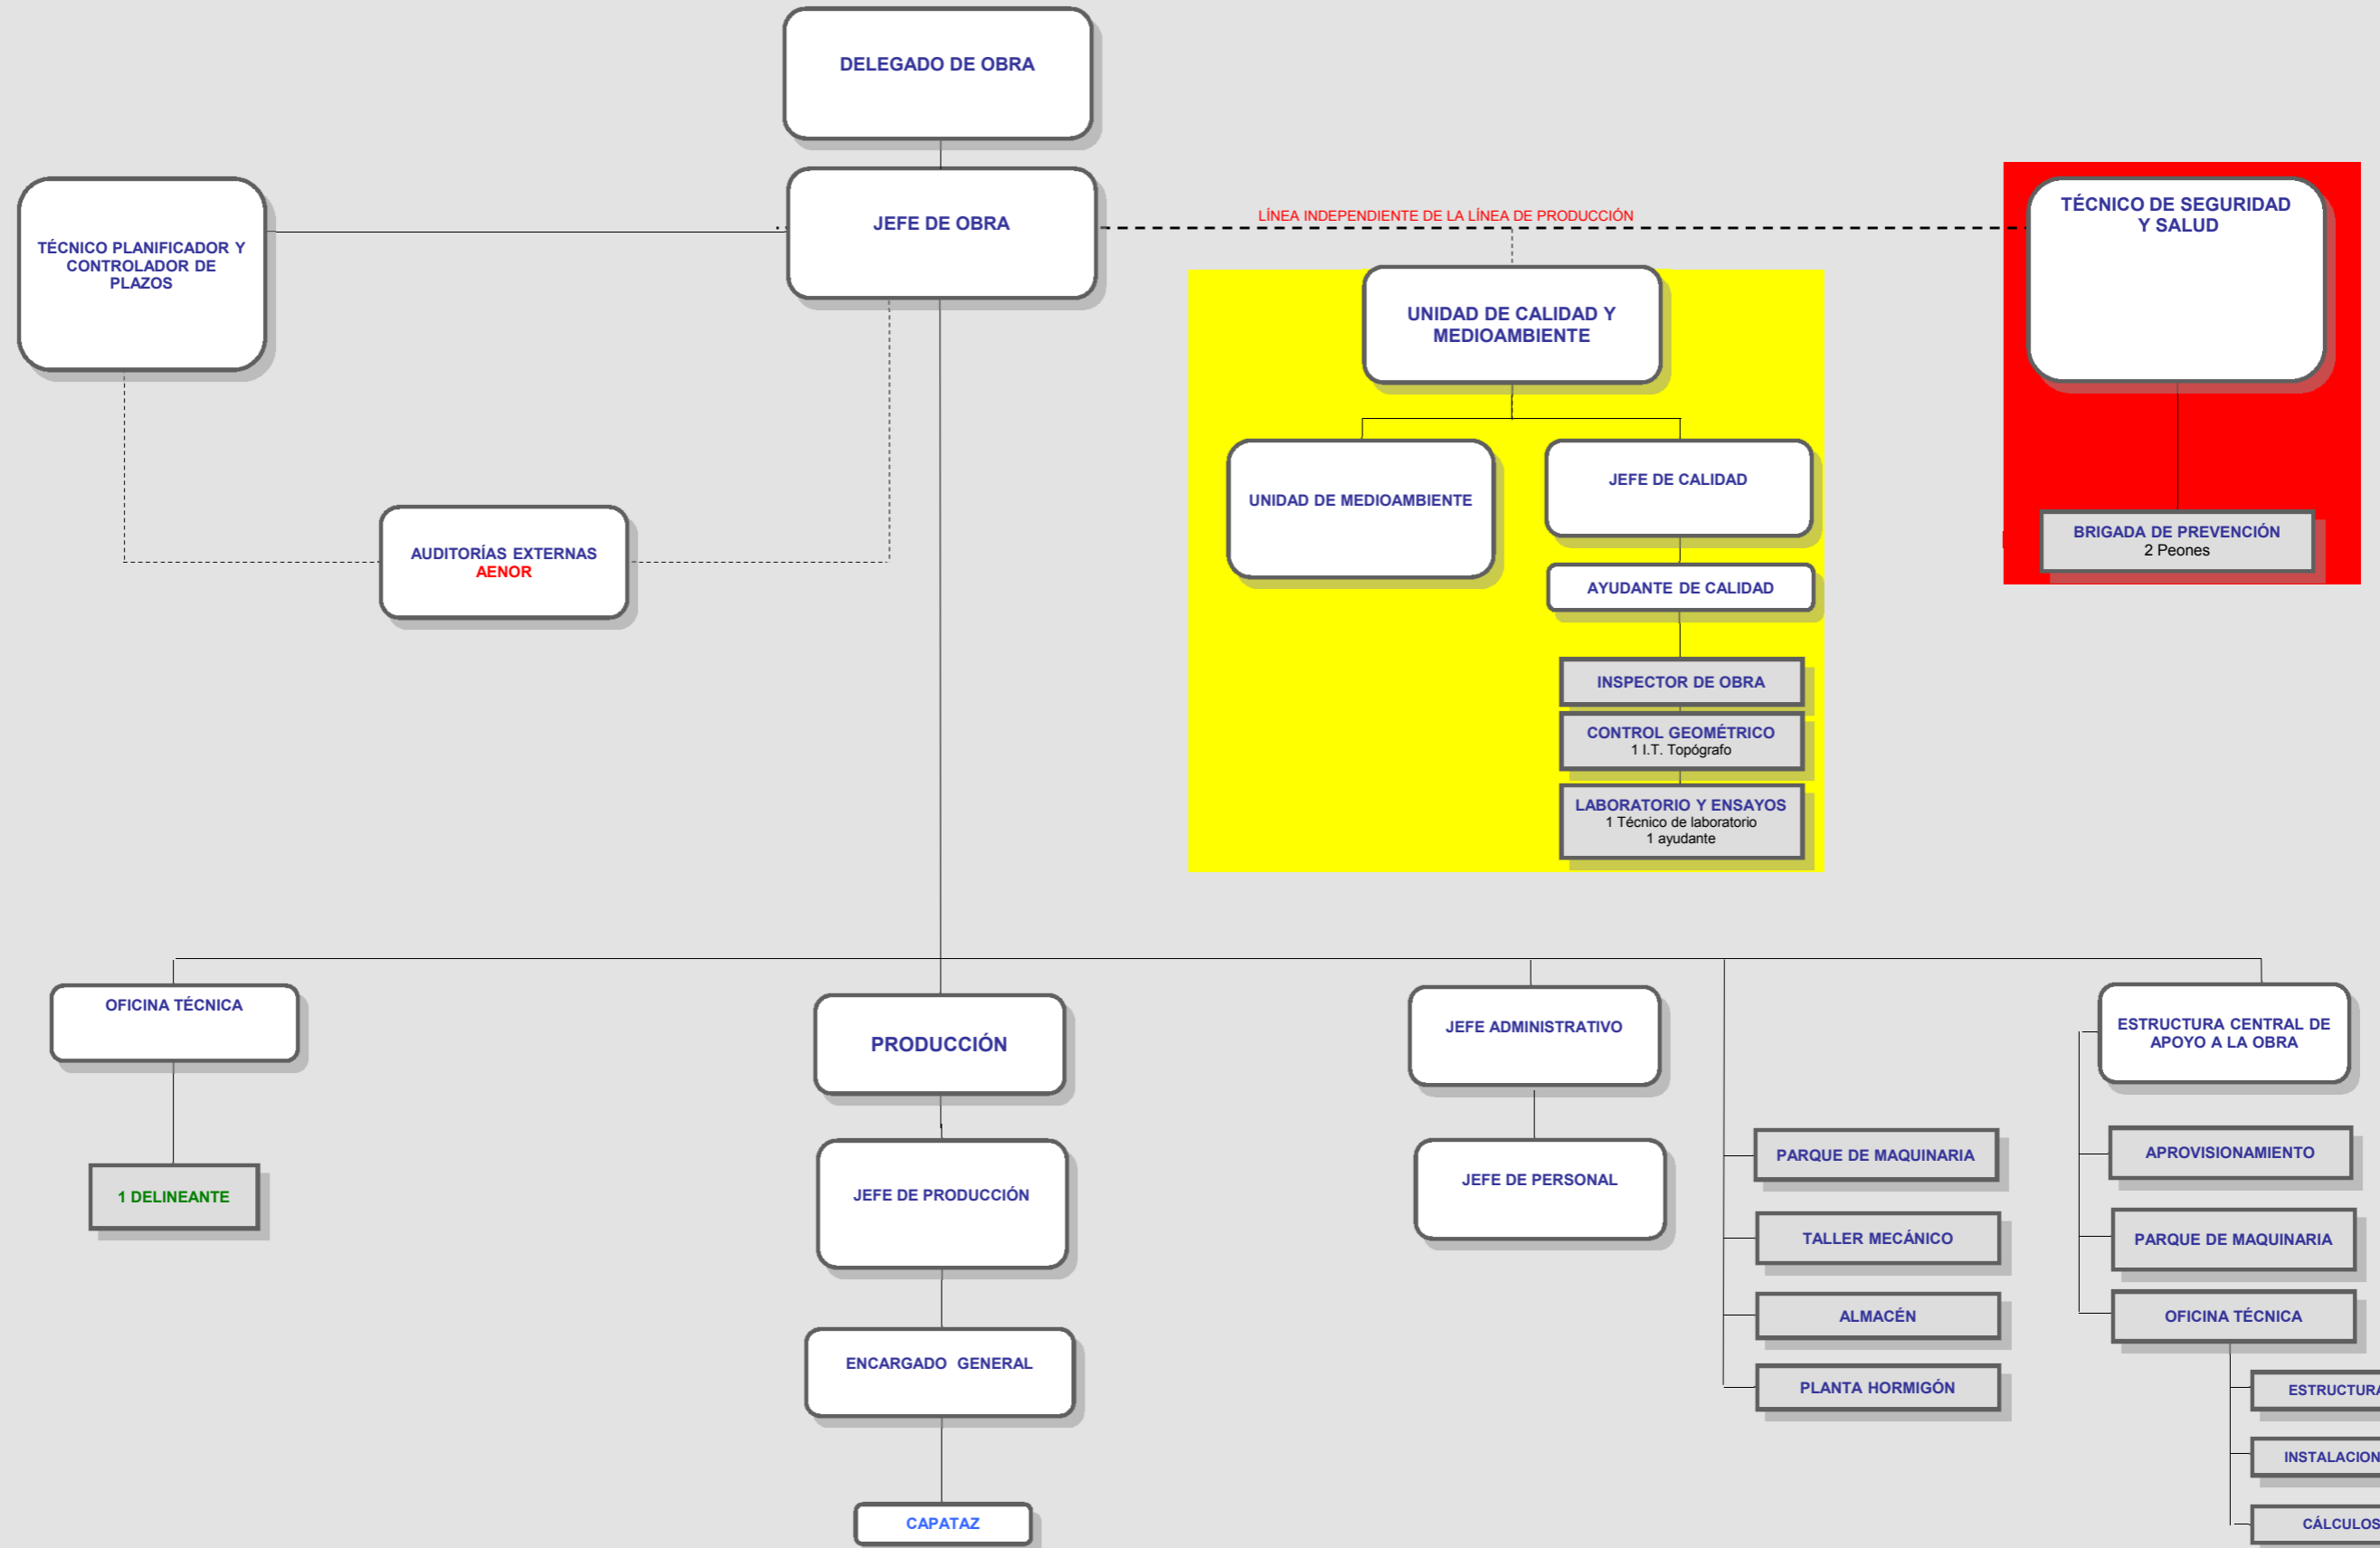 DELEGADO DE OBRA
JEFE DE OBRA
TÉCNICO PLANIFICADOR Y
CONTROLADOR DE
PLAZOS
LÍNEA INDEPENDIENTE DE LA LÍNEA DE PRODUCCIÓN
TÉCNICO DE SEGURIDAD
Y SALUD
UNIDAD DE CALIDAD Y
MEDIOAMBIENTE
UNIDAD DE MEDIOAMBIENTE
JEFE DE CALIDAD
AUDITORÍAS EXTERNAS
AENOR
BRIGADA DE PREVENCIÓN
2 Peones
AYUDANTE DE CALIDAD
INSPECTOR DE OBRA
CONTROL GEOMÉTRICO
1 I.T. Topógrafo
LABORATORIO Y ENSAYOS
1 Técnico de laboratorio
1 ayudante
OFICINA TÉCNICA
1 DELINEANTE
PRODUCCIÓN
JEFE DE PRODUCCIÓN
ENCARGADO GENERAL
CAPATAZ
JEFE ADMINISTRATIVO
JEFE DE PERSONAL
PARQUE DE MAQUINARIA
TALLER MECÁNICO
ALMACÉN
PLANTA HORMIGÓN
ESTRUCTURA CENTRAL DE
APOYO A LA OBRA
APROVISIONAMIENTO
PARQUE DE MAQUINARIA
OFICINA TÉCNICA
CÁLCULOS